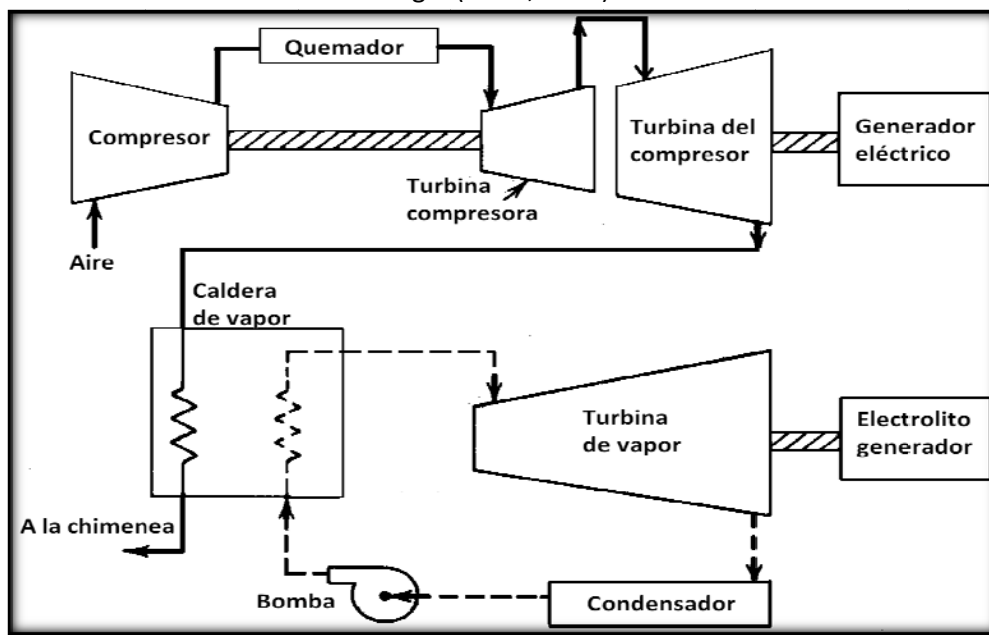 Quemador
Compresor
Turbina del
compresor
Generador
eléctrico
Turbina
compresora
Aire
Caldera
de vapor
Turbina
de vapor
Electrolito
generador
A la chimenea
Bomba
Condensador